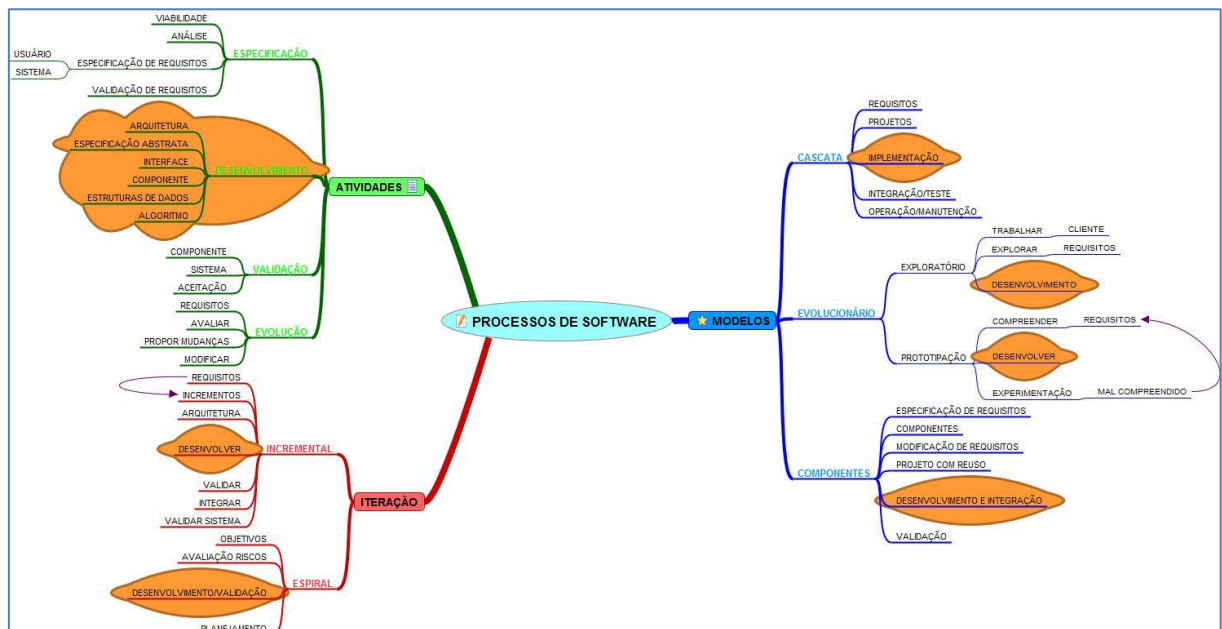 VIABILIDADE
ANÁLISE
ESPECIFICAÇÃO
USUÁRIO
SISTEMA
ESPECIFICAÇÃO DE REQUISITOS
VALIDAÇÃO DE REQUISITOS
ARQUITETURA
ESPECIFICAÇÃO ABSTRATA
INTERFACE
DESENVOLVIMENTO
COMPONENTE
ESTRUTURAS DE DADOS
ALGORITMO
ATIVIDADES
COMPONENTE
SISTEMA
VALIDAÇÃO
ACEITAÇÃO
REQUISITOS
AVALIAR
EVOLUÇÃO
PROPOR MUDANÇAS
MODIFICAR
PROCESSOS DE SOFTWARE
REQUISITOS
INCREMENTOS
ARQUITETURA
DESENVOLVER
INCREMENTAL
VALIDAR
INTEGRAR
VALIDAR SISTEMA
ITERAÇÃO
OBJETIVOS
AVALIAÇÃO RISCOS
DESENVOLVIMENTO/VALIDAÇÃO
ESPIRAL
PLANEJAMENTO
MODELOS
CASCATA
REQUISITOS
PROJETOS
IMPLEMENTAÇÃO
INTEGRAÇÃO/TESTE
OPERAÇÃO/MANUTENÇÃO
EVOLUCIONÁRIO
EXPLORATÓRIO
TRABALHAR
CLIENTE
EXPLORAR
REQUISITOS
DESENVOLVIMENTO
PROTOTIPAÇÃO
COMPREENDER
REQUISITOS
DESENVOLVER
EXPERIMENTAÇÃO
MAL COMPREENDIDO
COMPONENTES
ESPECIFICAÇÃO DE REQUISITOS
COMPONENTES
MODIFICAÇÃO DE REQUISITOS
PROJETO COM REUSO
DESENVOLVIMENTO E INTEGRAÇÃO
VALIDAÇÃO